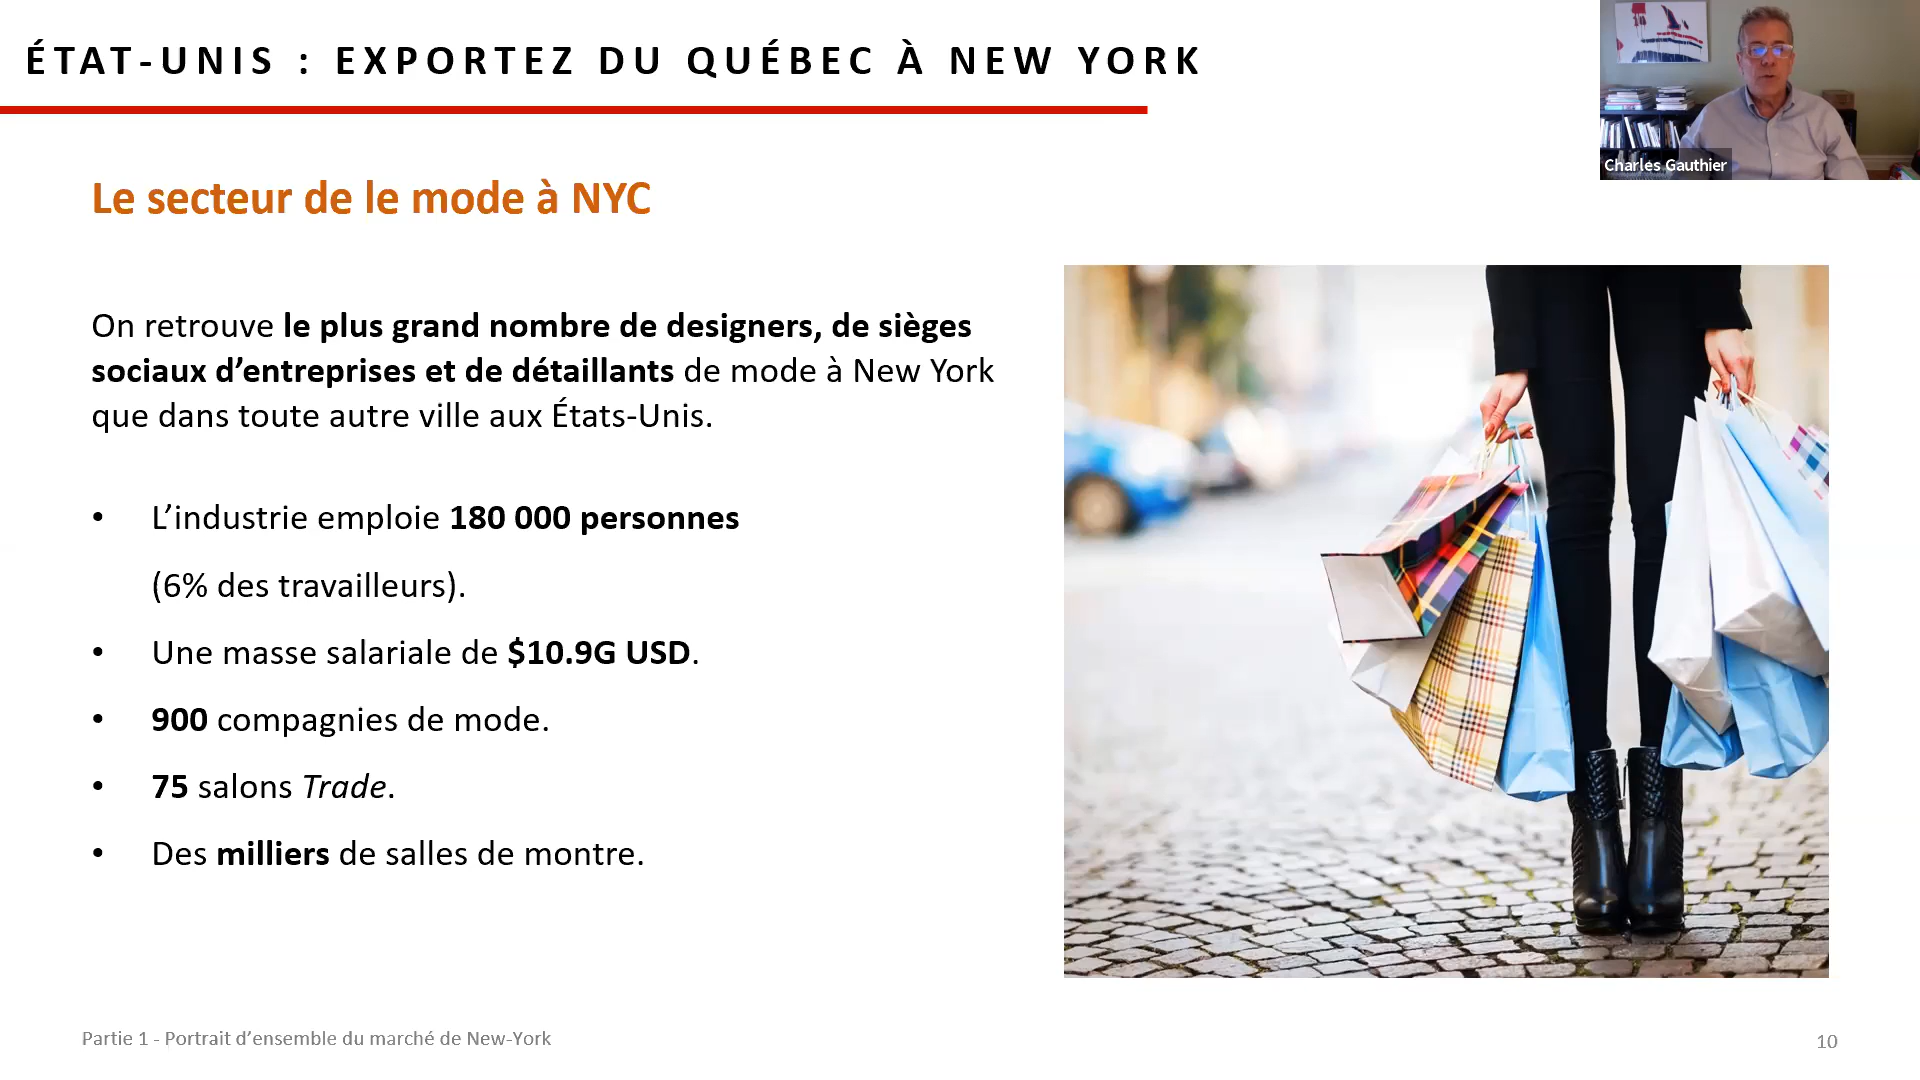 ÉTAT-UNIS : EXPORTEZ DU QUÉBEC À NEW YORK
Charles Gauthier
Le secteur de le mode à NYC
On retrouve le plus grand nombre de designers, de sièges
sociaux d’entreprises et de détaillants de mode à New York
que dans toute autre ville aux États-Unis.
• L’industrie emploie 180 000 personnes
(6% des travailleurs).
• Une masse salariale de $10.9G USD.
• 900 compagnies de mode.
• 75 salons Trade.
• Des milliers de salles de montre.
Partie 1 - Portrait d’ensemble du marché de New-York
10